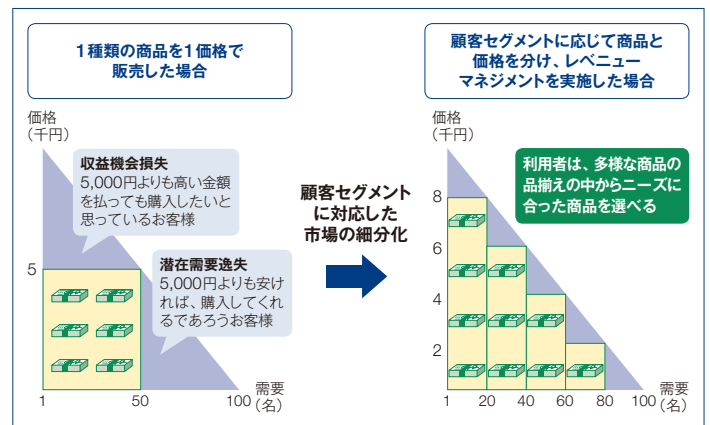 1種類の商品を1価格で
販売した場合
価格
(千円)
収益機会損失
5,000円よりも高い金額
を払っても購入したいと
思っているお客様
5
潜在需要逸失
5,000円よりも安け
れば、購入してくれ
るであろうお客様
1
50
100
需要
(名)
顧客セグメント
に対応した
市場の細分化
顧客セグメントに応じて商品と
価格を分け、レベニュー
マネジメントを実施した場合
価格
(千円)
利用者は、多様な商品の
品揃えの中からニーズに
合った商品を選べる
8
6
4
2
1
20
40
60
80
100
需要
(名)